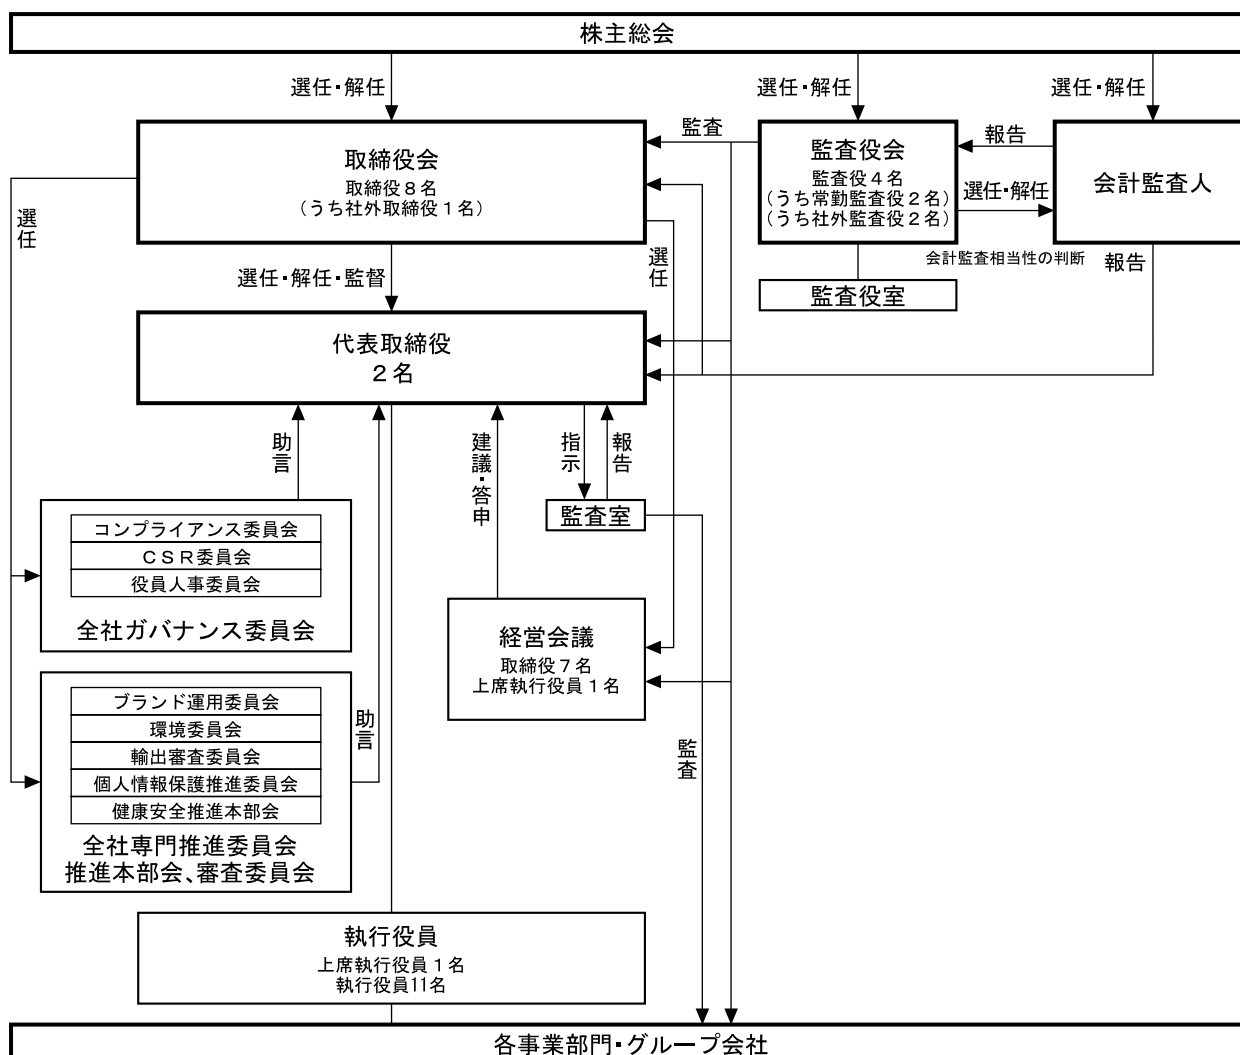 株主総会
選任・解任
選任・解任
選任・解任
取締役会
取締役8名
（うち社外取締役1名）
監査
監査役会
監査役4名
（うち常勤監査役2名）
（うち社外監査役2名）
報告
選任・解任
会計監査人
選任
選任・解任・監督
選任
会計監査相当性の判断
報告
監査役室
代表取締役
2名
助言
建議・答申
指示
報告
監査室
コンプライアンス委員会
CSR委員会
役員人事委員会
全社ガバナンス委員会
経営会議
取締役7名
上席執行役員1名
ブランド運用委員会
環境委員会
輸出審査委員会
個人情報保護推進委員会
健康安全推進本部会
全社専門推進委員会
推進本部会、審査委員会
助言
監査
執行役員
上席執行役員1名
執行役員11名
各事業部門・グループ会社